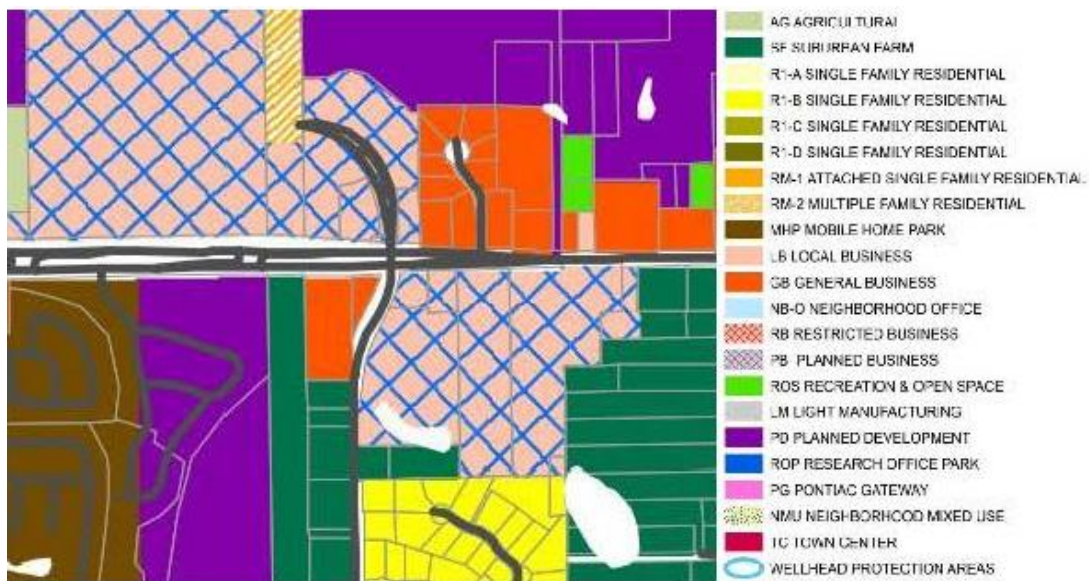 AG AGRICULTURAL
SF SUBURBAN FARM
R1-A SINGLE FAMILY RESIDENTIAL
R1-B SINGLE FAMILY RESIDENTIAL
R1-C SINGLE FAMILY RESIDENTIAL
R1-D SINGLE FAMILY RESIDENTIAL
RM-1 ATTACHED SINGLE FAMILY RESIDENTIAL
RM-2 MULTIPLE FAMILY RESIDENTIAL
MHP MOBILE HOME PARK
LB LOCAL BUSINESS
GB GENERAL BUSINESS
NB-O NEIGHBORHOOD OFFICE
RB RESTRICTED BUSINESS
PB PLANNED BUSINESS
ROS RECREATION & OPEN SPACE
LM LIGHT MANUFACTURING
PD PLANNED DEVELOPMENT
ROP RESEARCH OFFICE PARK
PG PONTIAC GATEWAY
NMU NEIGHBORHOOD MIXED USE
TC TOWN CENTER
WELLHEAD PROTECTION AREAS